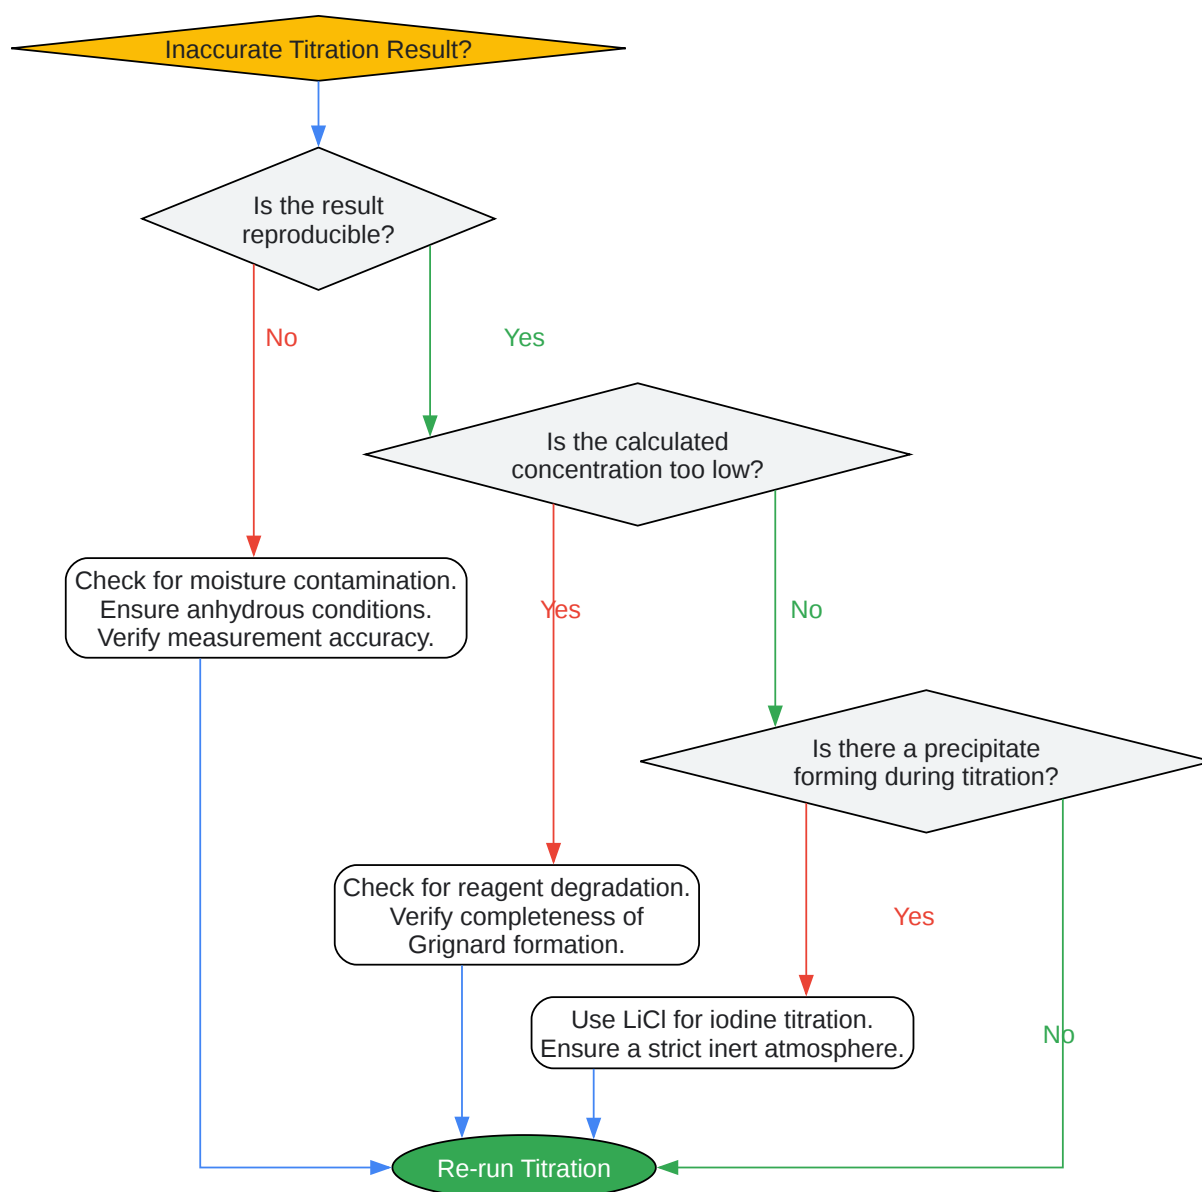 Inaccurate Titration Result?
Is the result
reproducible?
No
Yes
Is the calculated
concentration too low?
Check for moisture contamination.
Ensure anhydrous conditions.
Verify measurement accuracy.
Yes
No
Is there a precipitate
forming during titration?
Check for reagent degradation.
Verify completeness of
Grignard formation.
Yes
Use LiCl for iodine titration.
Ensure a strict inert atmosphere.
No
Re-run Titration